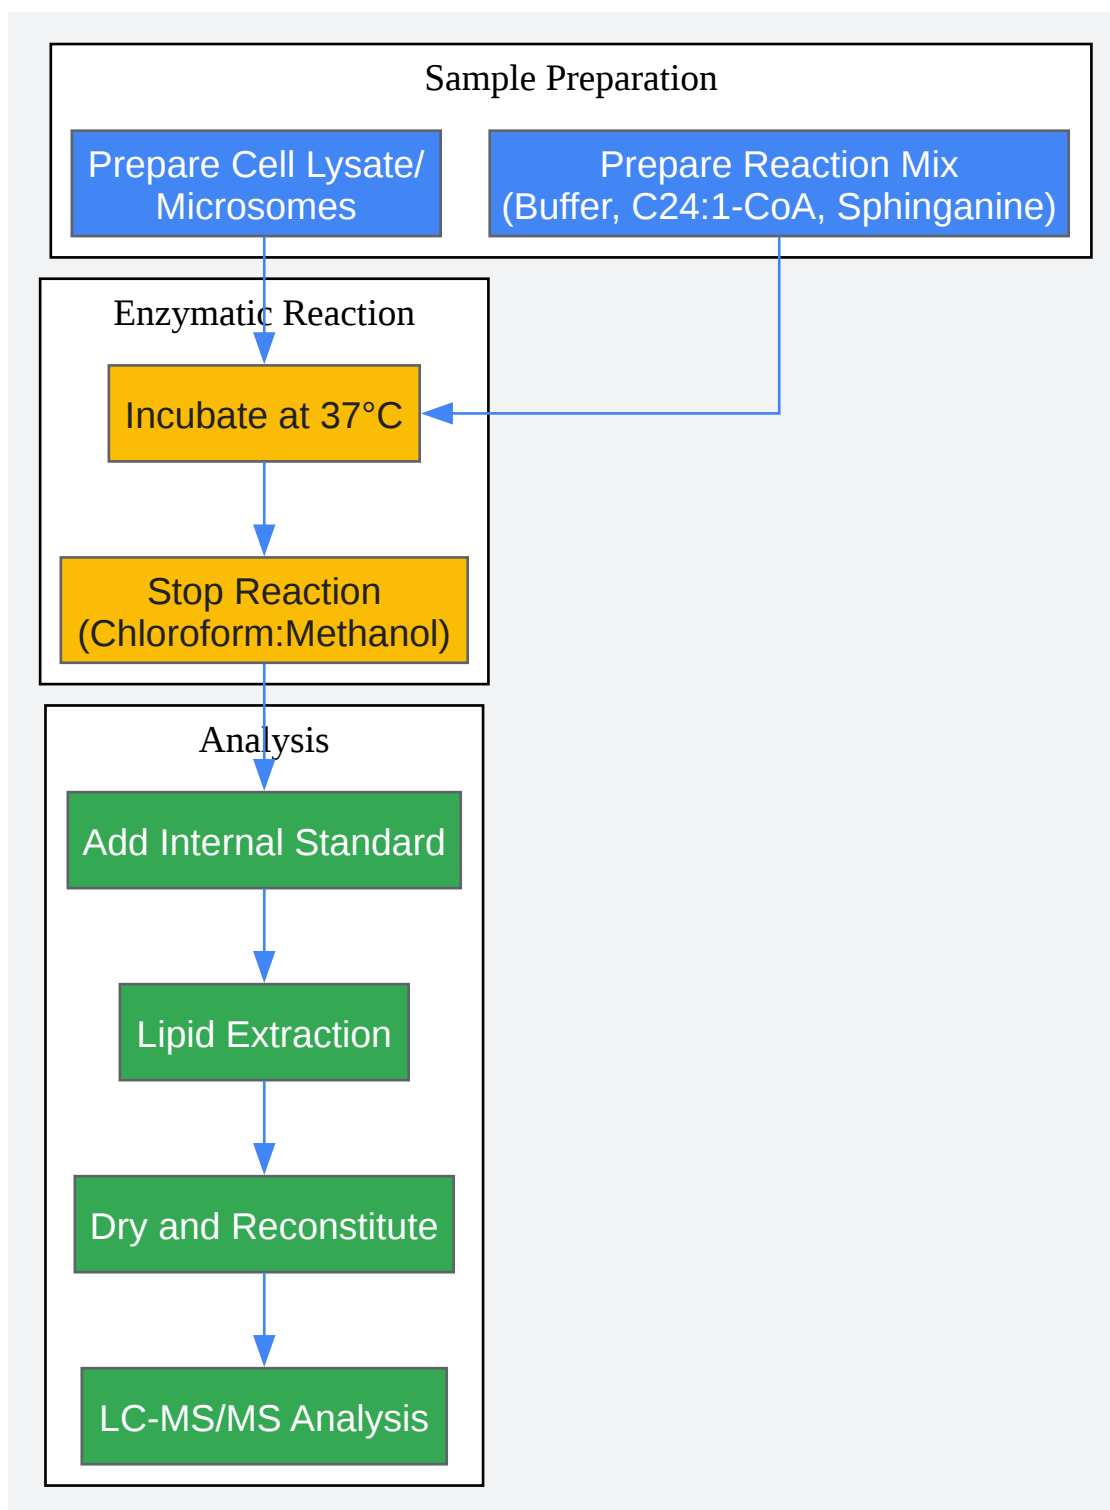 Sample Preparation
Prepare Cell Lysate/
Microsomes
Prepare Reaction Mix
(Buffer, C24:1-CoA, Sphinganine)
Enzymatic Reaction
Incubate at 37°C
Stop Reaction
(Chloroform:Methanol)
Analysis
Add Internal Standard
Lipid Extraction
Dry and Reconstitute
LC-MS/MS Analysis